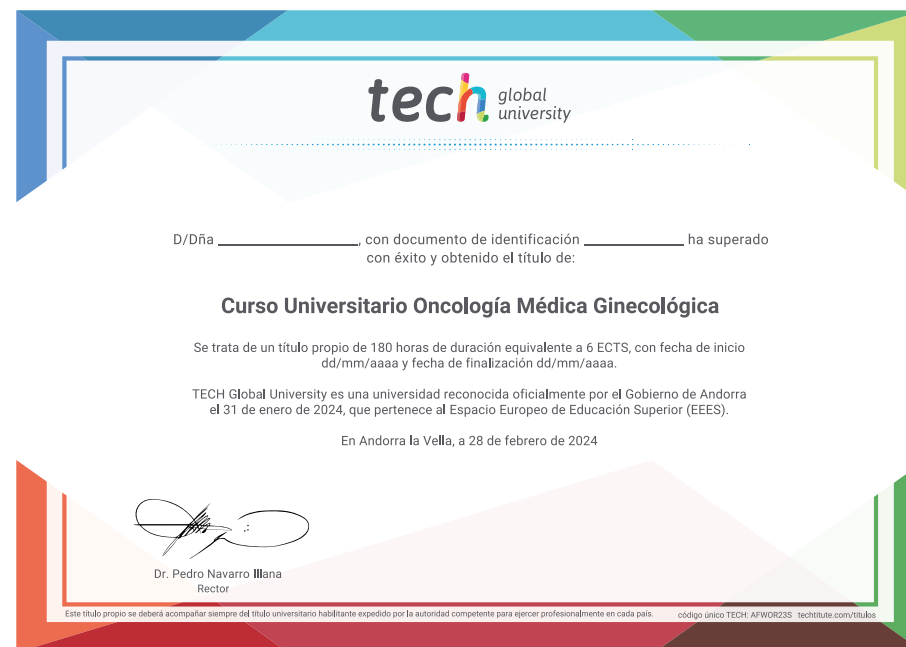 tech global university
D/Dña ____________________, con documento de identificación ______________ ha superado
con éxito y obtenido el título de:
Curso Universitario Oncología Médica Ginecológica
Se trata de un título propio de 180 horas de duración equivalente a 6 ECTS, con fecha de inicio
dd/mm/aaaa y fecha de finalización dd/mm/aaaa.
TECH Global University es una universidad reconocida oficialmente por el Gobierno de Andorra
el 31 de enero de 2024, que pertenece al Espacio Europeo de Educación Superior (EEES).
En Andorra la Vella, a 28 de febrero de 2024
Dr. Pedro Navarro Illana
Rector
Este título propio se deberá acompañar siempre del título universitario habilitante expedido por la autoridad competente para ejercer profesionalmente en cada país. código único TECH: AFWOR23S techtitute.com/titulos